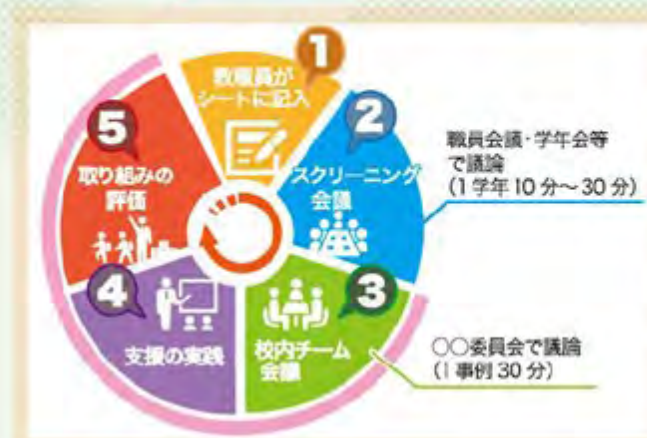 1
教職員が
シートに記入
2
スクリーニング
会議
職員会議・学年会等
で議論
(1学年10分～30分)
3
校内チーム
会議
〇〇委員会で議論
(1事例30分)
4
支援の実践
5
取り組みの
評価